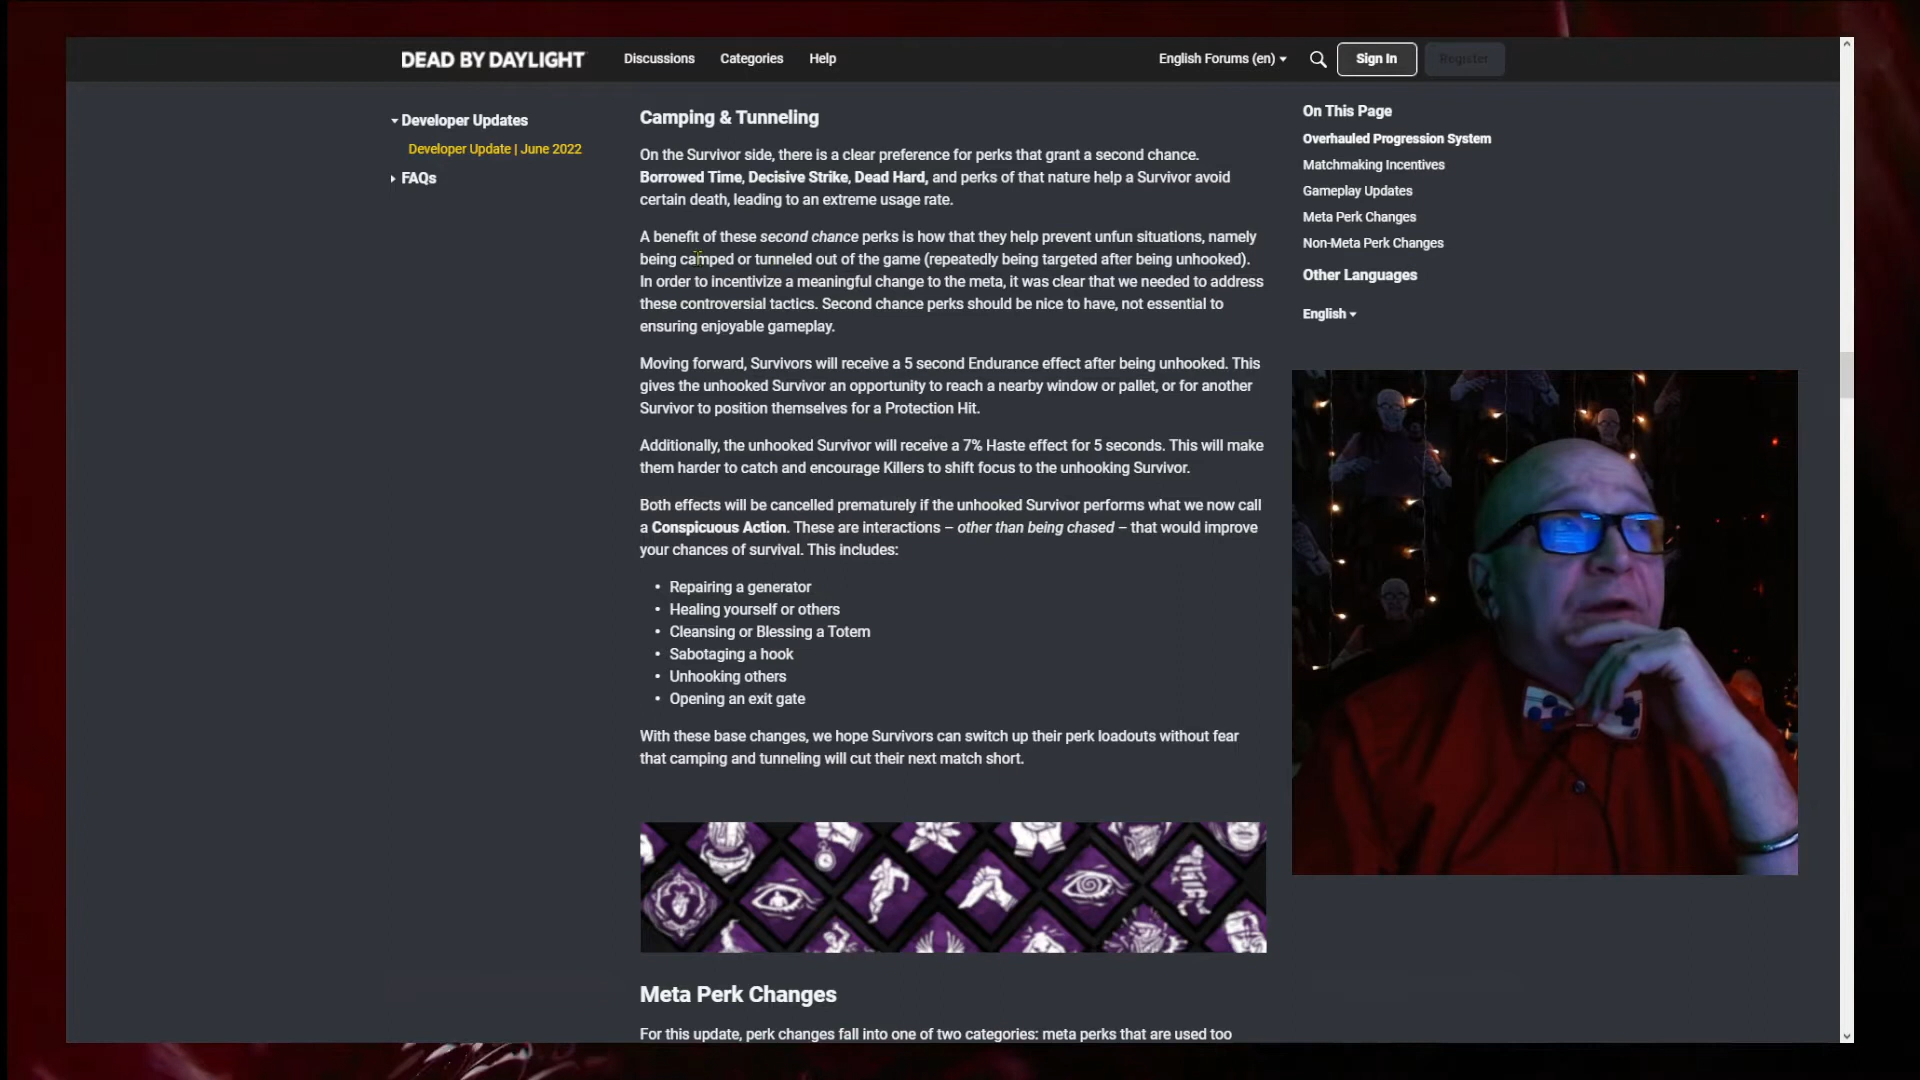 DEAD BY DAYLIGHT
Discussions
Categories
Help
English Forums (en)
Sign In
Register
Developer Updates
Developer Update | June 2022
FAQs
Camping & Tunneling
On the Survivor side, there is a clear preference for perks that grant a second chance.
Borrowed Time, Decisive Strike, Dead Hard, and perks of that nature help a Survivor avoid
certain death, leading to an extreme usage rate.
A benefit of these second chance perks is how that they help prevent unfun situations, namely
being camped or tunneled out of the game (repeatedly being targeted after being unhooked).
In order to incentivize a meaningful change to the meta, it was clear that we needed to address
these controversial tactics. Second chance perks should be nice to have, not essential to
ensuring enjoyable gameplay.
Moving forward, Survivors will receive a 5 second Endurance effect after being unhooked. This
gives the unhooked Survivor an opportunity to reach a nearby window or pallet, or for another
Survivor to position themselves for a Protection Hit.
Additionally, the unhooked Survivor will receive a 7% Haste effect for 5 seconds. This will make
them harder to catch and encourage Killers to shift focus to the unhooking Survivor.
Both effects will be cancelled prematurely if the unhooked Survivor performs what we now call
a Conspicuous Action. These are interactions – other than being chased – that would improve
your chances of survival. This includes:
• Repairing a generator
• Healing yourself or others
• Cleansing or Blessing a Totem
• Sabotaging a hook
• Unhooking others
• Opening an exit gate
With these base changes, we hope Survivors can switch up their perk loadouts without fear
that camping and tunneling will cut their next match short.
Meta Perk Changes
For this update, perk changes fall into one of two categories: meta perks that are used too
On This Page
Overhauled Progression System
Matchmaking Incentives
Gameplay Updates
Meta Perk Changes
Non-Meta Perk Changes
Other Languages
English